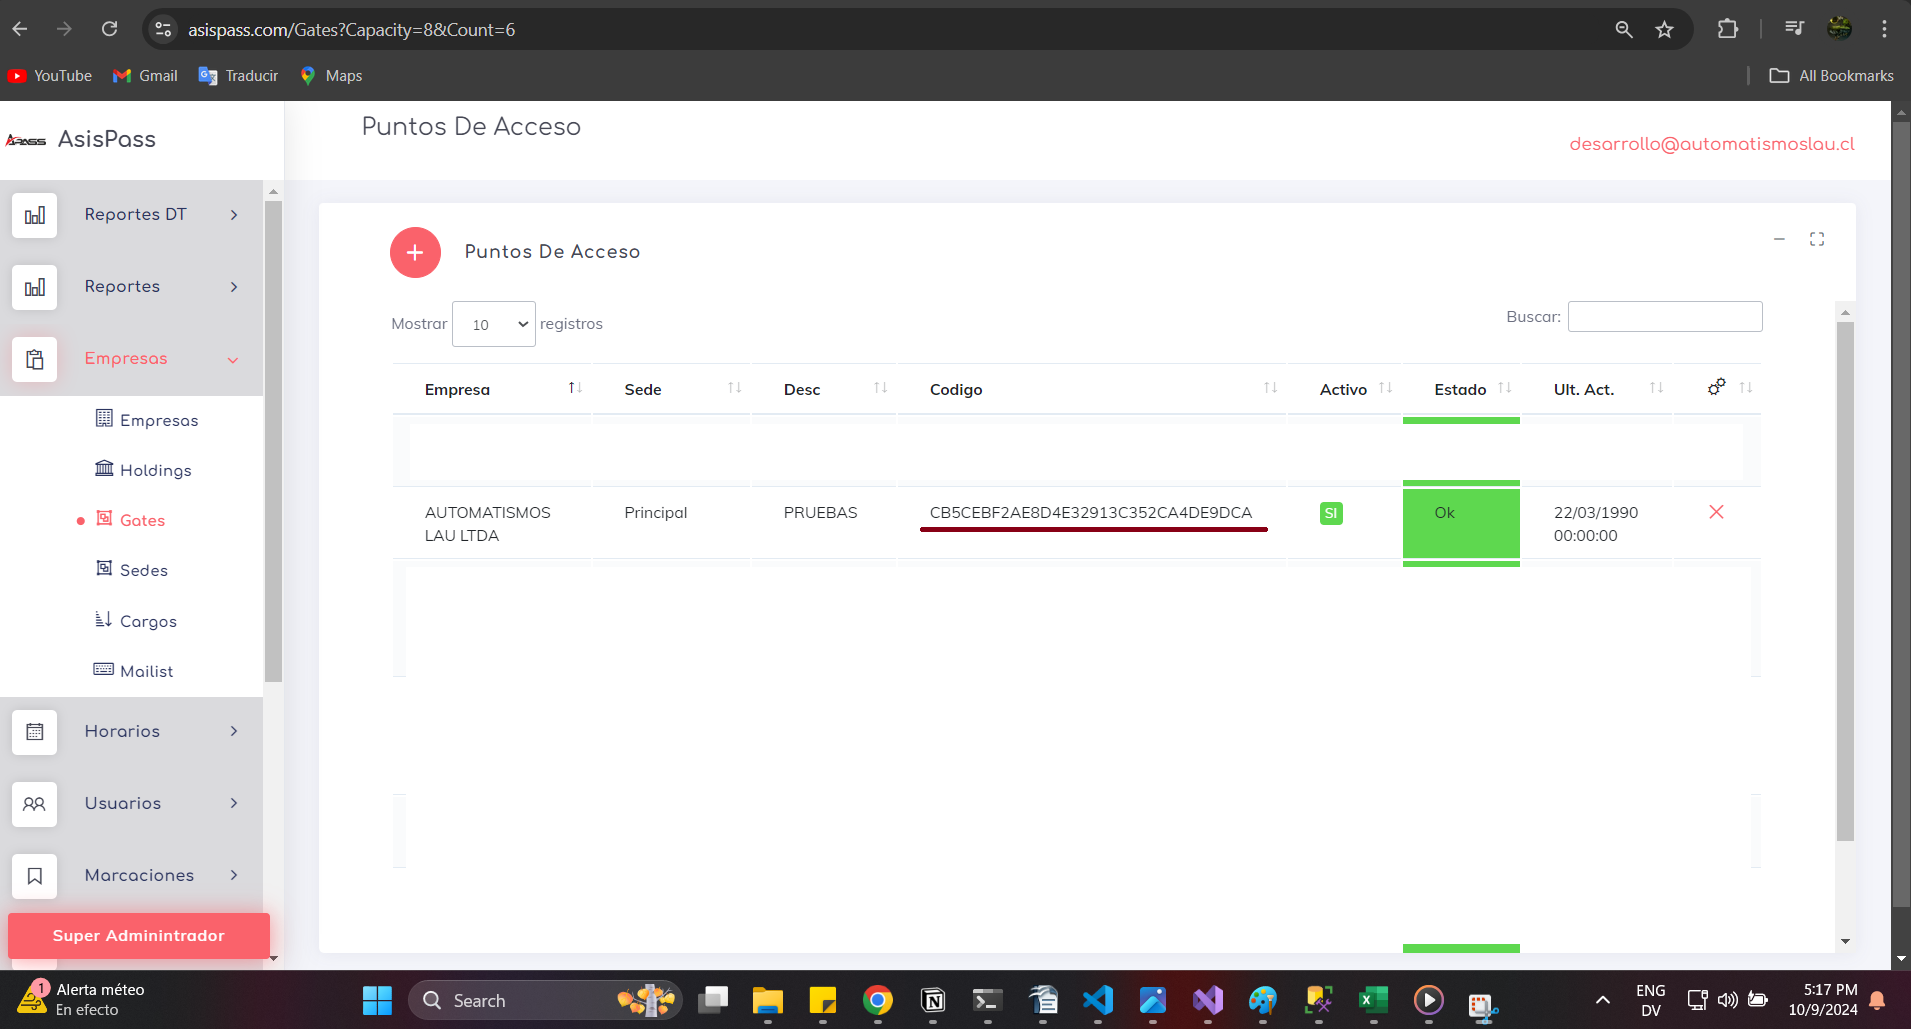 asispass.com/Gates?Capacity=8&Count=6
YouTube
Gmail
Traducir
Maps
All Bookmarks
APASS AsisPass
Puntos De Acceso
desarrollo@automatismoslau.cl
Reportes DT
Reportes
Empresas
Empresas
Holdings
Gates
Sedes
Cargos
Mailist
Horarios
Usuarios
Marcaciones
Super Adminintrador
Puntos De Acceso
Mostrar 10 registros
Buscar:
Empresa Sede Desc Codigo Activo Estado Ult. Act.
AUTOMATISMOS Principal PRUEBAS CB5CEBF2AE8D4E32913C352CA4DE9DCA SI Ok 22/03/1990
LAU LTDA 00:00:00
1
Alerta méteo
En efecto
Search
ENG
DV
5:17 PM
10/9/2024